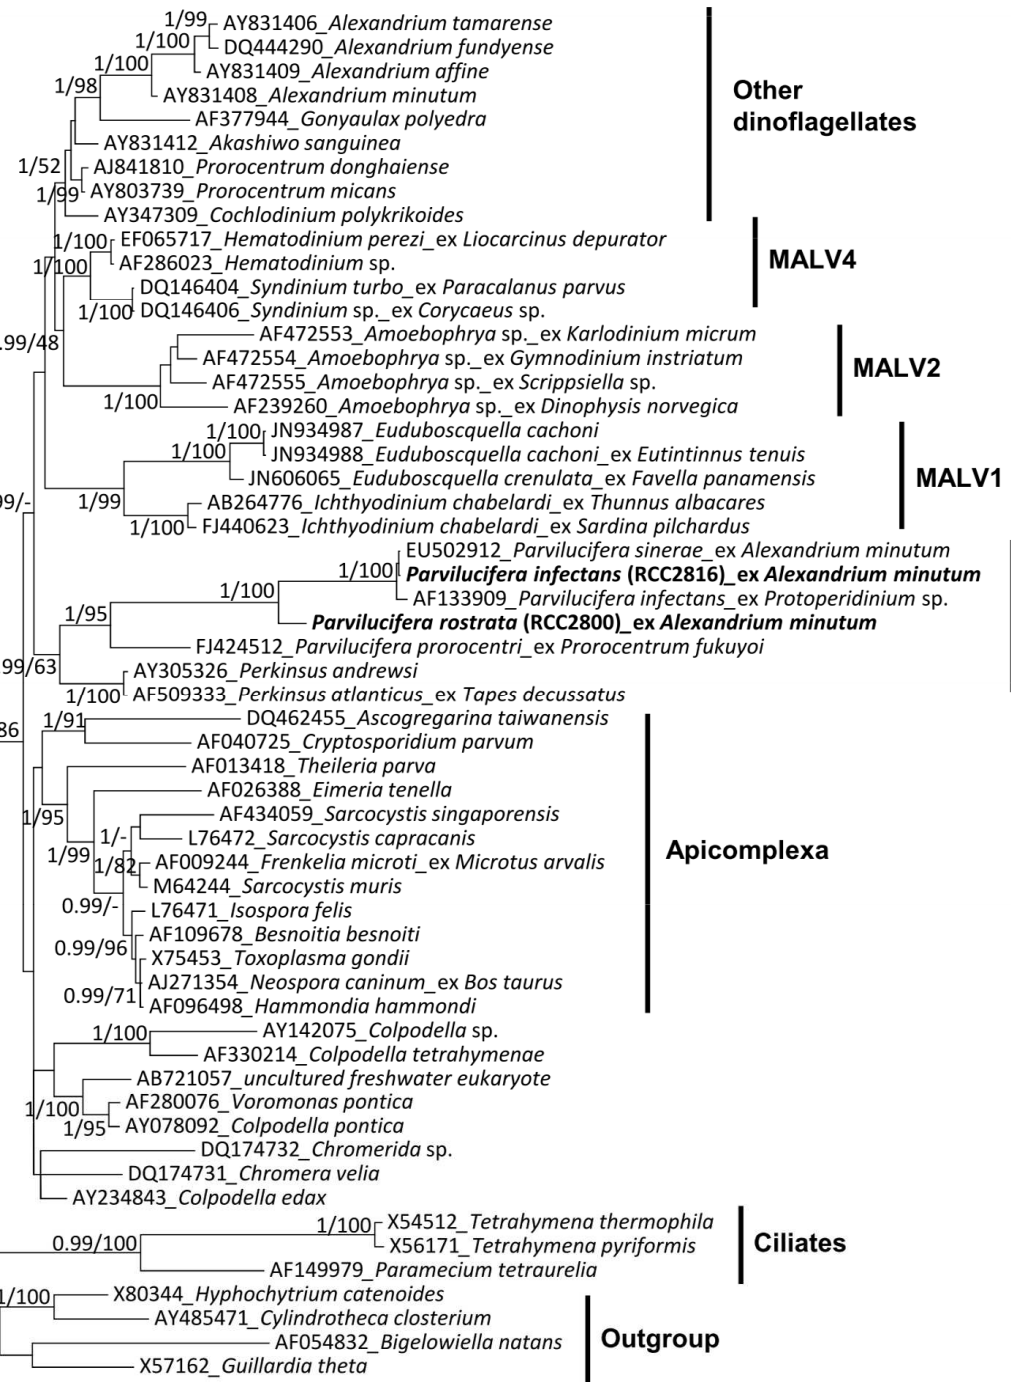 1/99
AY831406_Alexandrium tamarense
1/100
DQ444290_Alexandrium fundyense
1/100
AY831409_Alexandrium affine
1/98
AY831408_Alexandrium minutum
Other
dinoflagellates
AF377944_Gonyaulax polyedra
AY831412_Akashiwo sanguinea
1/52
AJ841810_Prorocentrum donghaiense
1/99
AY803739_Prorocentrum micans
AY347309_Cochlodinium polykrikoides
1/100
EF065717_Hematodinium perezi_ex Liocarcinus depurator
1/100
AF286023_Hematodinium sp.
MALV4
DQ146404_Syndinium turbo_ex Paracalanus parvus
1/100
DQ146406_Syndinium sp._ex Corycaeus sp.
.99/48
AF472553_Amoebophrya sp._ex Karlodinium micrum
AF472554_Amoebophrya sp._ex Gymnodinium instriatum
MALV2
AF472555_Amoebophrya sp._ex Scrippsiella sp.
1/100
AF239260_Amoebophrya sp._ex Dinophysis norvegica
1/100
JN934987_Euduboscquella cachoni
1/100
JN934988_Euduboscquella cachoni_ex Eutintinnus tenuis
JN606065_Euduboscquella crenulata_ex Favella panamensis
MALV1
99/-
1/99
AB264776_Ichthyodinium chabelardi_ex Thunnus albacares
1/100
FJ440623_Ichthyodinium chabelardi_ex Sardina pilchardus
EU502912_Parvilucifera sinerae_ex Alexandrium minutum
1/100
Parvilucifera infectans (RCC2816)_ex Alexandrium minutum
1/100
AF133909_Parvilucifera infectans_ex Protoperidinium sp.
1/95
Parvilucifera rostrata (RCC2800)_ex Alexandrium minutum
FJ424512_Parvilucifera prorocentri_ex Prorocentrum fukuyoi
.99/63
AY305326_Perkinsus andrewsi
1/100
AF509333_Perkinsus atlanticus_ex Tapes decussatus
86
1/91
DQ462455_Ascogregarina taiwanensis
AF040725_Cryptosporidium parvum
AF013418_Theileria parva
AF026388_Eimeria tenella
1/95
AF434059_Sarcocystis singaporensis
1/-
L76472_Sarcocystis capracanis
1/99
Apicomplexa
1/82
AF009244_Frenkelia microti_ex Microtus arvalis
M64244_Sarcocystis muris
0.99/-
L76471_Isospora felis
AF109678_Besnoitia besnoiti
0.99/96
X75453_Toxoplasma gondii
AJ271354_Neospora caninum_ex Bos taurus
0.99/71
AF096498_Hammondia hammondi
1/100
AY142075_Colpodella sp.
AF330214_Colpodella tetrahymenae
AB721057_uncultured freshwater eukaryote
1/100
AF280076_Voromonas pontica
1/95
AY078092_Colpodella pontica
DQ174732_Chromerida sp.
DQ174731_Chromera velia
AY234843_Colpodella edax
1/100
X54512_Tetrahymena thermophila
0.99/100
X56171_Tetrahymena pyriformis
Ciliates
AF149979_Paramecium tetraurelia
1/100
X80344_Hyphochytrium catenoides
AY485471_Cylindrotheca closterium
Outgroup
AF054832_Bigelowiella natans
X57162_Guillardia theta